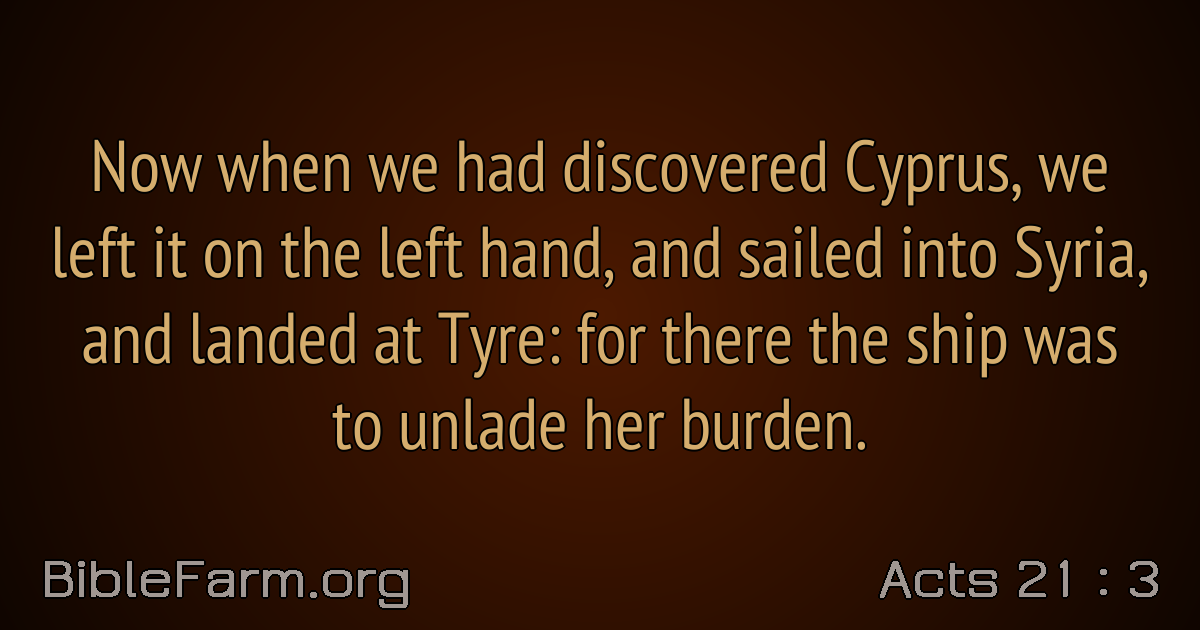 Now when we had discovered Cyprus, we
left it on the left hand, and sailed into Syria,
and landed at Tyre: for there the ship was
to unlade her burden.
BibleFarm.org
Acts 21 : 3